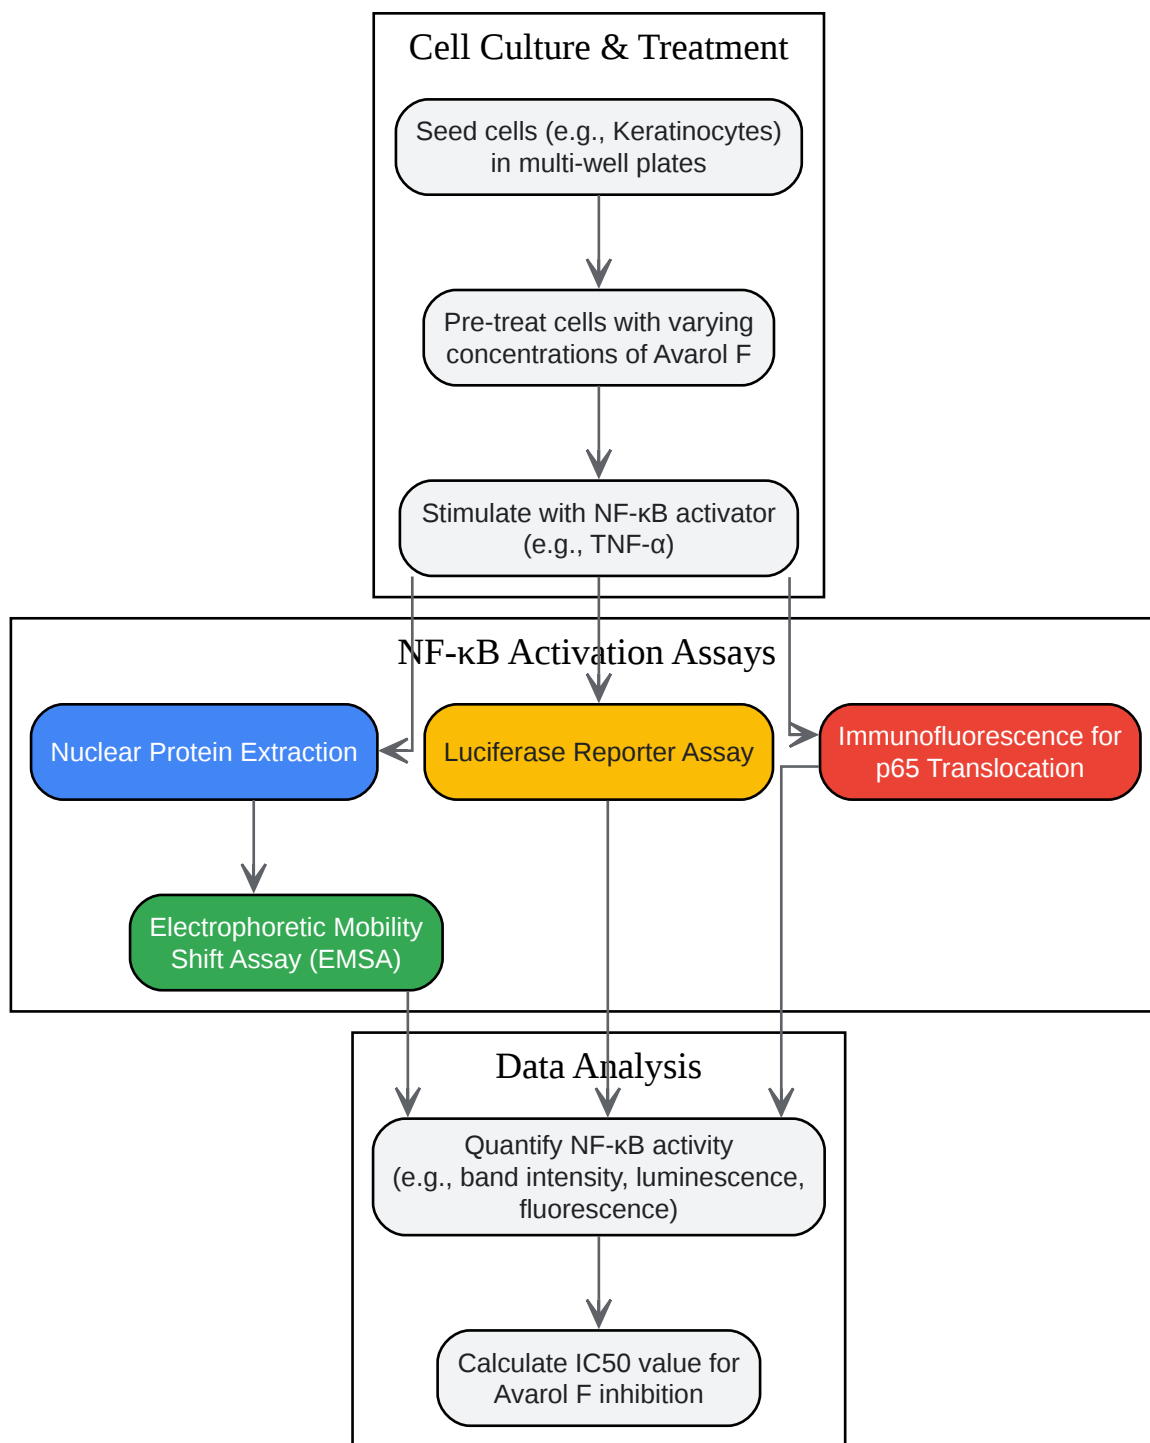 Cell Culture & Treatment
Seed cells (e.g., Keratinocytes)
in multi-well plates
Pre-treat cells with varying
concentrations of Avarol F
Stimulate with NF-κB activator
(e.g., TNF-α)
NF-κB Activation Assays
Nuclear Protein Extraction
Luciferase Reporter Assay
Immunofluorescence for
p65 Translocation
Electrophoretic Mobility
Shift Assay (EMSA)
Data Analysis
Quantify NF-κB activity
(e.g., band intensity, luminescence,
fluorescence)
Calculate IC50 value for
Avarol F inhibition